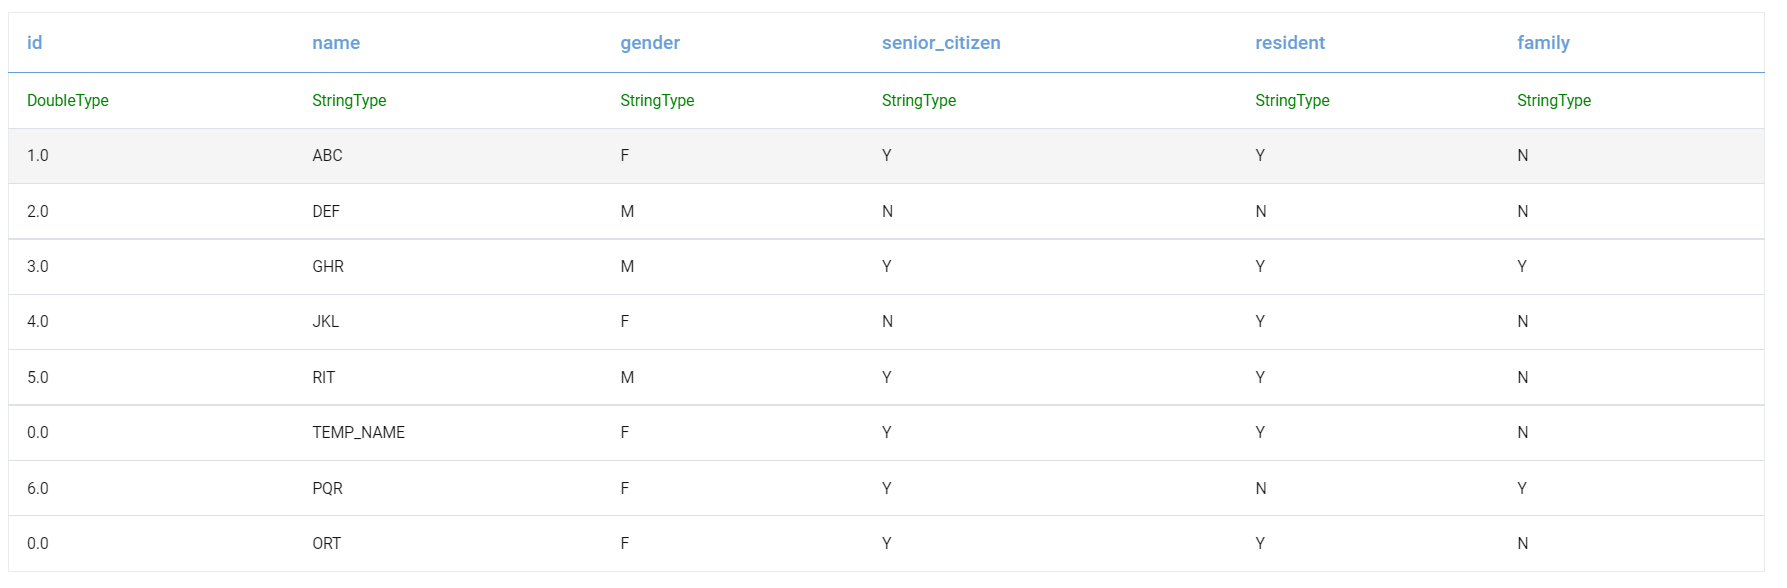 id name gender senior_citizen resident family
DoubleType StringType StringType StringType StringType StringType
1.0 ABC F Y Y N
2.0 DEF M N N N
3.0 GHR M Y Y Y
4.0 JKL F N Y N
5.0 RIT M Y Y N
0.0 TEMP_NAME F Y Y N
6.0 PQR F Y N Y
0.0 ORT F Y Y N